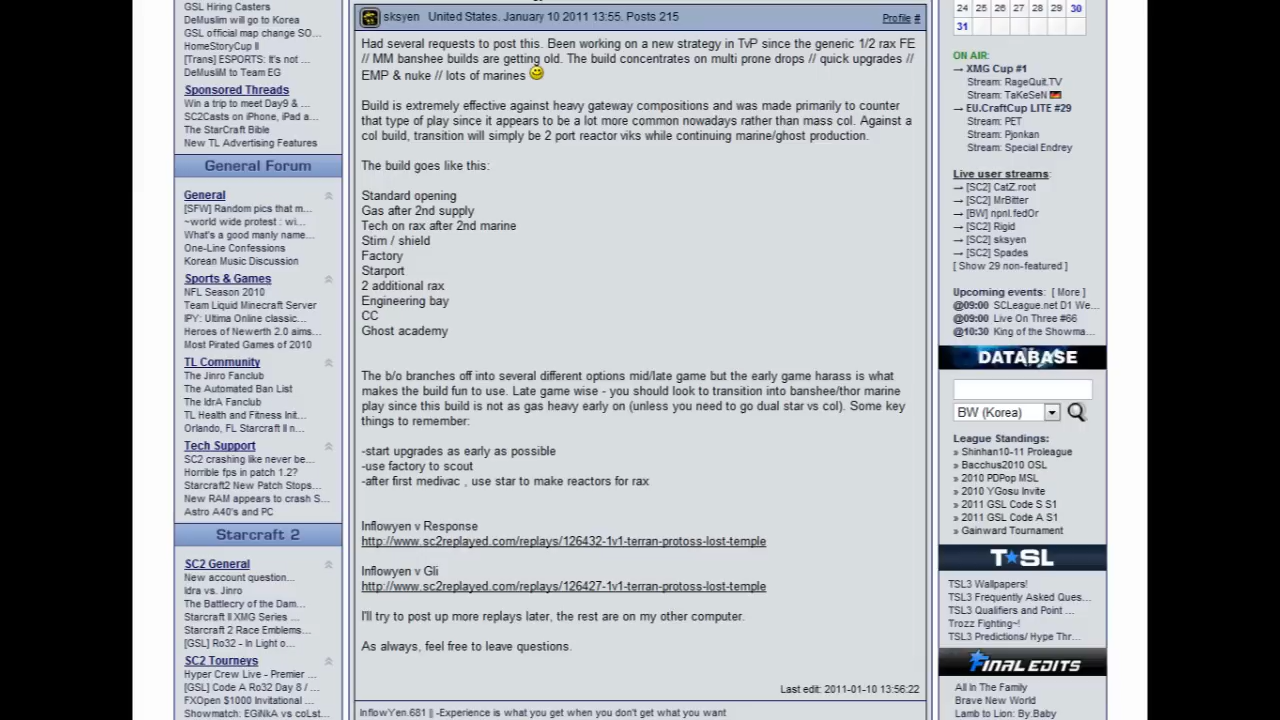 GSL Hiring Casters
DeMuslim will go to Korea
GSL official map change SO...
HomeStoryCup II
[Trans] ESPORTS: It's not ...
DeMusliM to Team EG
Sponsored Threads
Win a trip to meet Day9 & ...
SC2Casts on iPhone, iPad a...
The StarCraft Bible
New TL Advertising Features
General Forum
General
[SFW] Random pics that m...
~world wide protest : wi...
What's a good manly name...
One-Line Confessions
Korean Music Discussion
Sports & Games
NFL Season 2010
Team Liquid Minecraft Server
IPY: Ultima Online classic...
Heroes of Newerth 2.0 aims...
Most Pirated Games of 2010
TL Community
The Jinro Fanclub
The Automated Ban List
The IdrA Fanclub
TL Health and Fitness Init...
Orlando, FL Starcraft II n...
Tech Support
SC2 crashing like never be...
Horrible fps in patch 1.2?
Starcraft2 New Patch Stops...
New RAM appears to crash S...
Astro A40's and PC
Starcraft 2
SC2 General
New account question...
Idra vs. Jinro
The Battlecry of the Dam...
Starcraft II XMG Series ...
Starcraft 2 Race Emblems...
[GSL] Ro32 - In Light o...
SC2 Tourneys
Hyper Crew Live - Premier ...
[GSL] Code A Ro32 Day 8 / ...
FXOpen $1000 Invitational ...
Showmatch: EGiNkA vs coLst...
sksyen United States. January 10 2011 13:55. Posts 215
Profile #
Had several requests to post this. Been working on a new strategy in TvP since the generic 1/2 rax FE
// MM banshee builds are getting old. The build concentrates on multi prone drops // quick upgrades //
EMP & nuke // lots of marines
Build is extremely effective against heavy gateway compositions and was made primarily to counter
that type of play since it appears to be a lot more common nowadays rather than mass col. Against a
col build, transition will simply be 2 port reactor viks while continuing marine/ghost production.
The build goes like this:
Standard opening
Gas after 2nd supply
Tech on rax after 2nd marine
Stim / shield
Factory
Starport
2 additional rax
Engineering bay
CC
Ghost academy
The b/o branches off into several different options mid/late game but the early game harass is what
makes the build fun to use. Late game wise - you should look to transition into banshee/thor marine
play since this build is not as gas heavy early on (unless you need to go dual star vs col). Some key
things to remember:
-start upgrades as early as possible
-use factory to scout
-after first medivac , use star to make reactors for rax
Inflowyen v Response
http://www.sc2replayed.com/replays/126432-1v1-terran-protoss-lost-temple
Inflowyen v Gli
http://www.sc2replayed.com/replays/126427-1v1-terran-protoss-lost-temple
I'll try to post up more replays later, the rest are on my other computer.
As always, feel free to leave questions.
Last edit: 2011-01-10 13:56:22
InflowYen.681 || -Experience is what you get when you don't get what you want
24 25 26 27 28 29 30
31
ON AIR:
→ XMG Cup #1
Stream: RageQuit.TV
Stream: TaKeSeN
→ EU.CraftCup LITE #29
Stream: PET
Stream: Pjonkan
Stream: Special Endrey
Live user streams:
→ [SC2] CatZ.root
→ [SC2] MrBitter
→ [BW] npnl.fedOr
→ [SC2] Rigid
→ [SC2] sksyen
→ [SC2] Spades
[ Show 29 non-featured ]
Upcoming events: [ More ]
@09:00 SCLeague.net D1 We...
@09:00 Live On Three #66
@10:30 King of the Showma...
DATABASE
BW (Korea)
League Standings:
» Shinhan10-11 Proleague
» Bacchus2010 OSL
» 2010 PDPop MSL
» 2010 YGosu Invite
» 2011 GSL Code S S1
» 2011 GSL Code A S1
» Gainward Tournament
TSL
TSL3 Wallpapers!
TSL3 Frequently Asked Ques...
TSL3 Qualifiers and Point ...
Trozz Fighting~!
TSL3 Predictions/ Hype Thr...
FINAL EDITS
All In The Family
Brave New World
Lamb to Lion: By.Baby